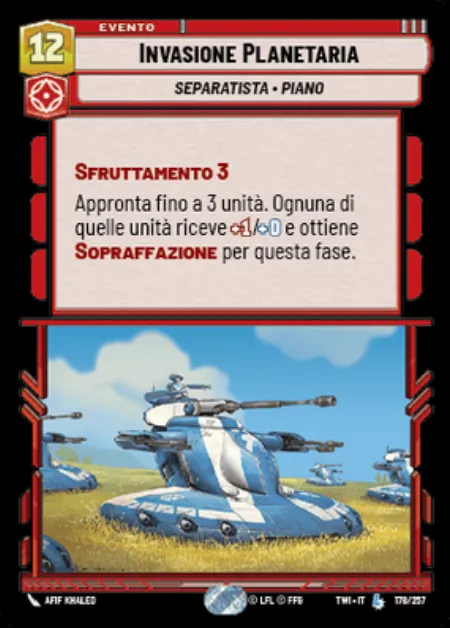 EVENTO
12
INVASIONE PLANETARIA
SEPARATISTA • PIANO
SFRUTTAMENTO 3
Appronta fino a 3 unità. Ognuna di
quelle unità riceve +1/+0 e ottiene
SOPRAFFAZIONE per questa fase.
AFIF KHALED
© LFL ℗ FFG
TWI • IT
178/257